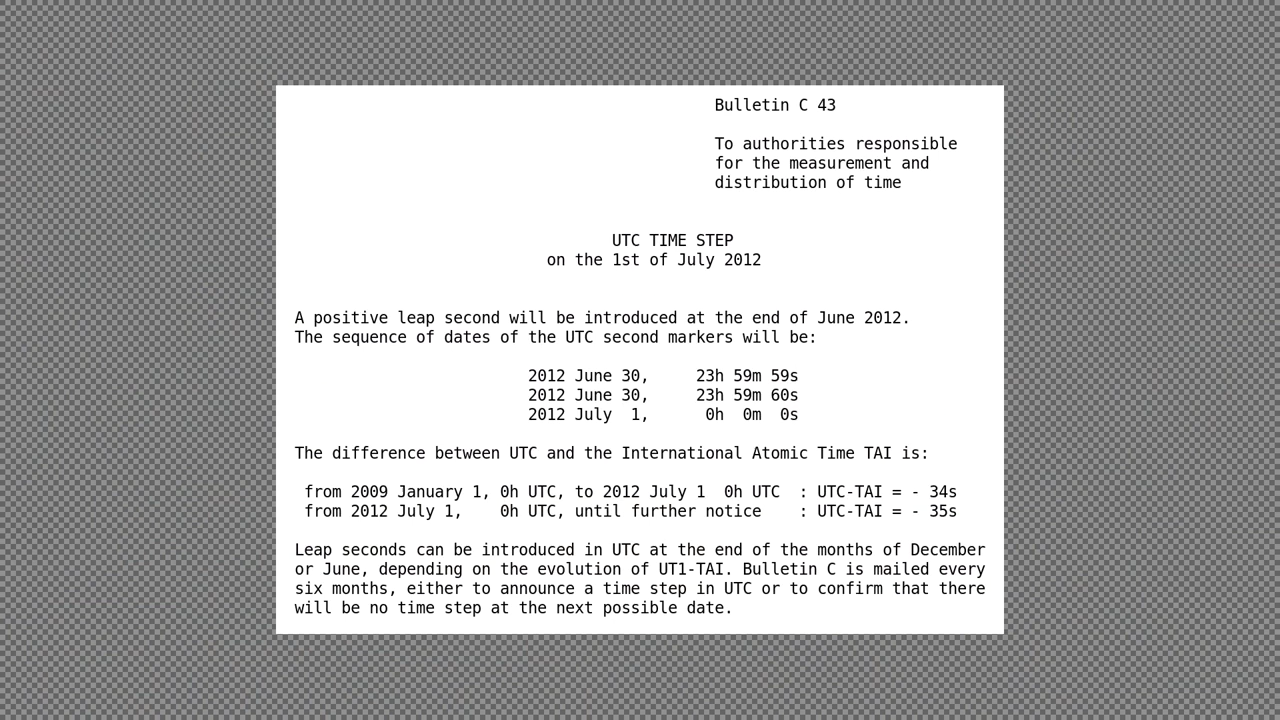 Bulletin C 43
To authorities responsible
for the measurement and
distribution of time
UTC TIME STEP
on the 1st of July 2012
A positive leap second will be introduced at the end of June 2012.
The sequence of dates of the UTC second markers will be:
2012 June 30,     23h 59m 59s
2012 June 30,     23h 59m 60s
2012 July  1,      0h  0m  0s
The difference between UTC and the International Atomic Time TAI is:
from 2009 January 1, 0h UTC, to 2012 July 1  0h UTC  : UTC-TAI = - 34s
from 2012 July 1,    0h UTC, until further notice    : UTC-TAI = - 35s
Leap seconds can be introduced in UTC at the end of the months of December
or June, depending on the evolution of UT1-TAI. Bulletin C is mailed every
six months, either to announce a time step in UTC or to confirm that there
will be no time step at the next possible date.